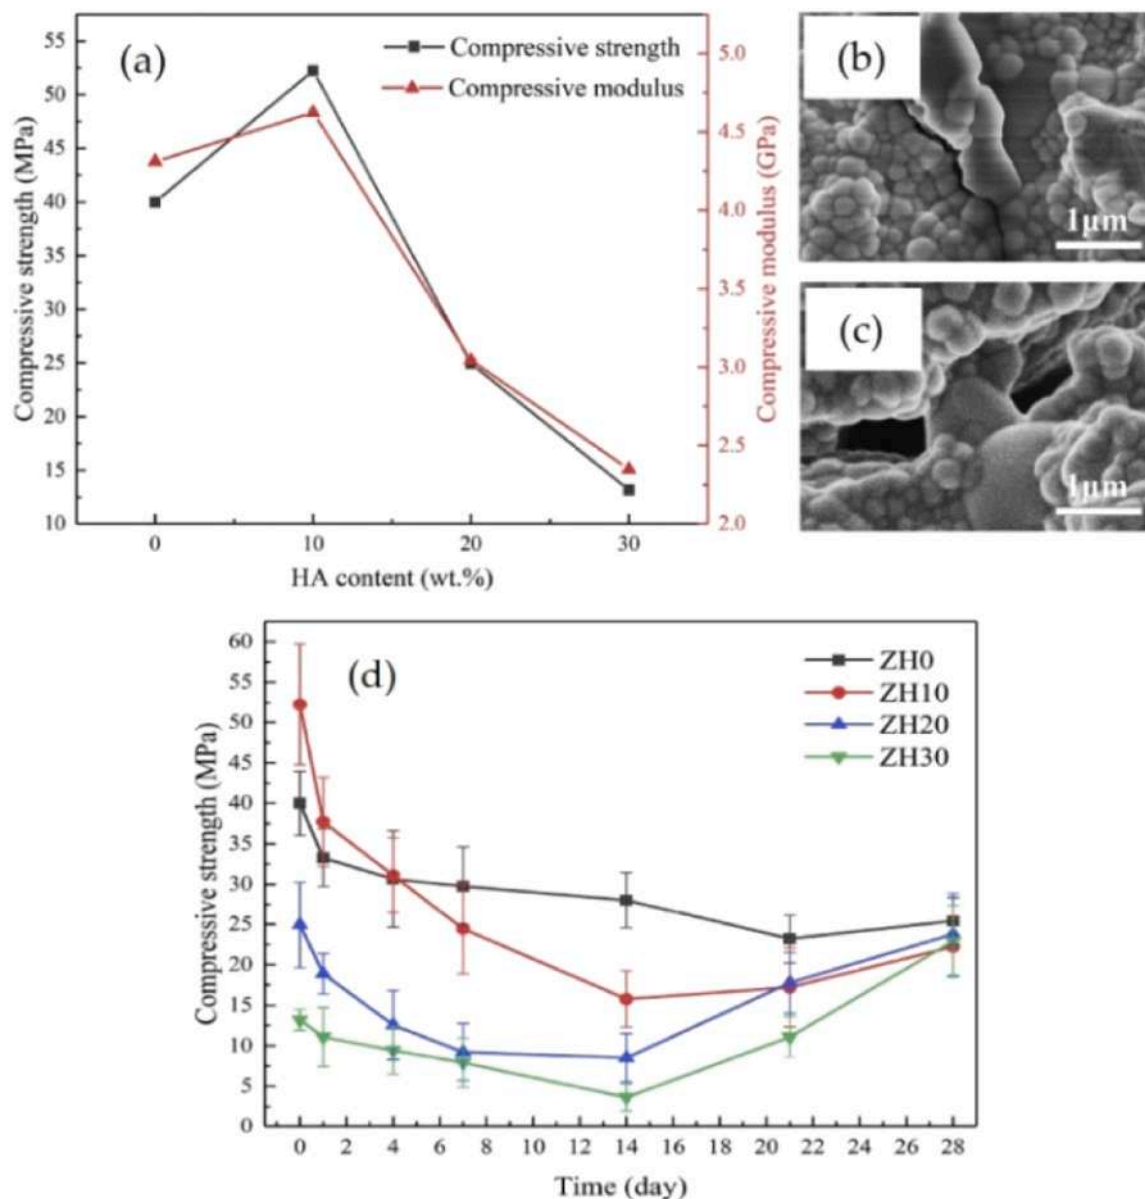 (a)
Compressive strength
Compressive modulus
Compressive strength (MPa)
55
50
45
40
35
30
25
20
15
10
5.0
4.5
4.0
3.5
3.0
2.5
2.0
Compressive modulus (GPa)
0 10 20 30
HA content (wt.%)
(b)
1µm
(c)
1µm
(d)
ZH0
ZH10
ZH20
ZH30
Compressive strength (MPa)
60
55
50
45
40
35
30
25
20
15
10
5
0
0 2 4 6 8 10 12 14 16 18 20 22 24 26 28
Time (day)